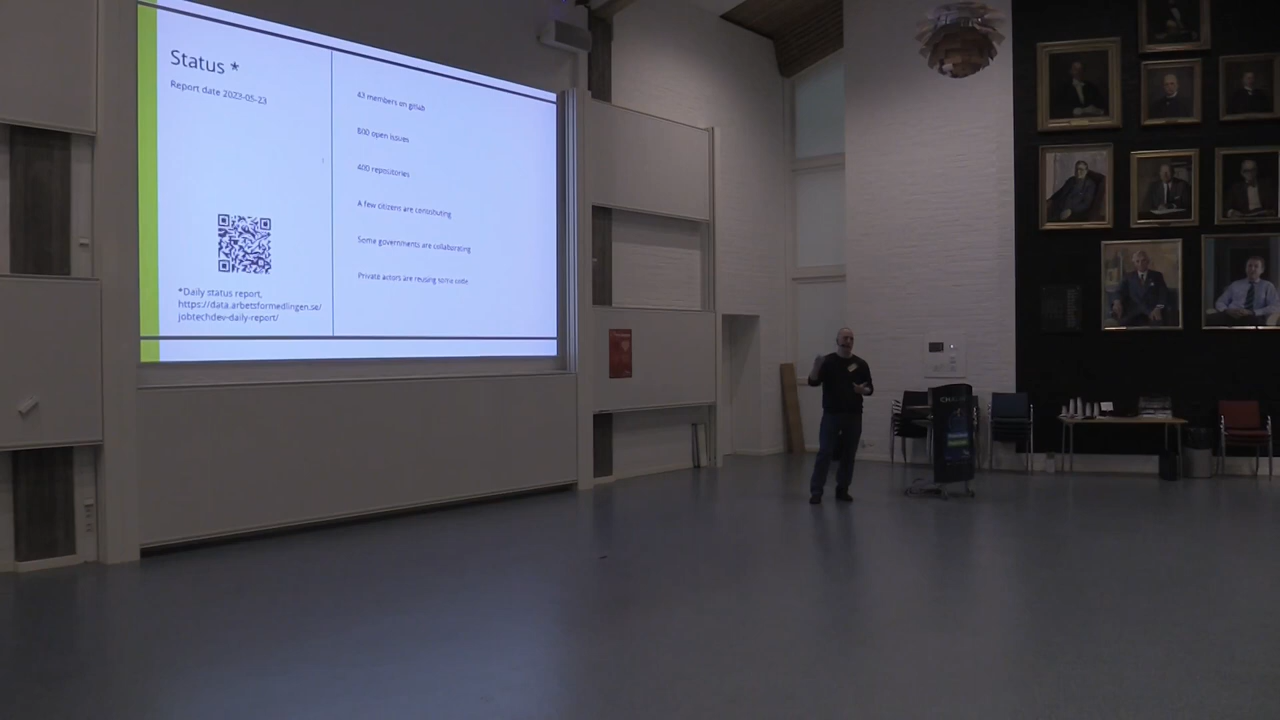 Status *
Report date 2023-05-23
*Daily status report,
https://data.arbetsformedlingen.se/
jobtechdev-daily-report/
43 members on gitlab
800 open issues
400 repositories
A few citizens are contributing
Some governments are collaborating
Private actors are reusing some code